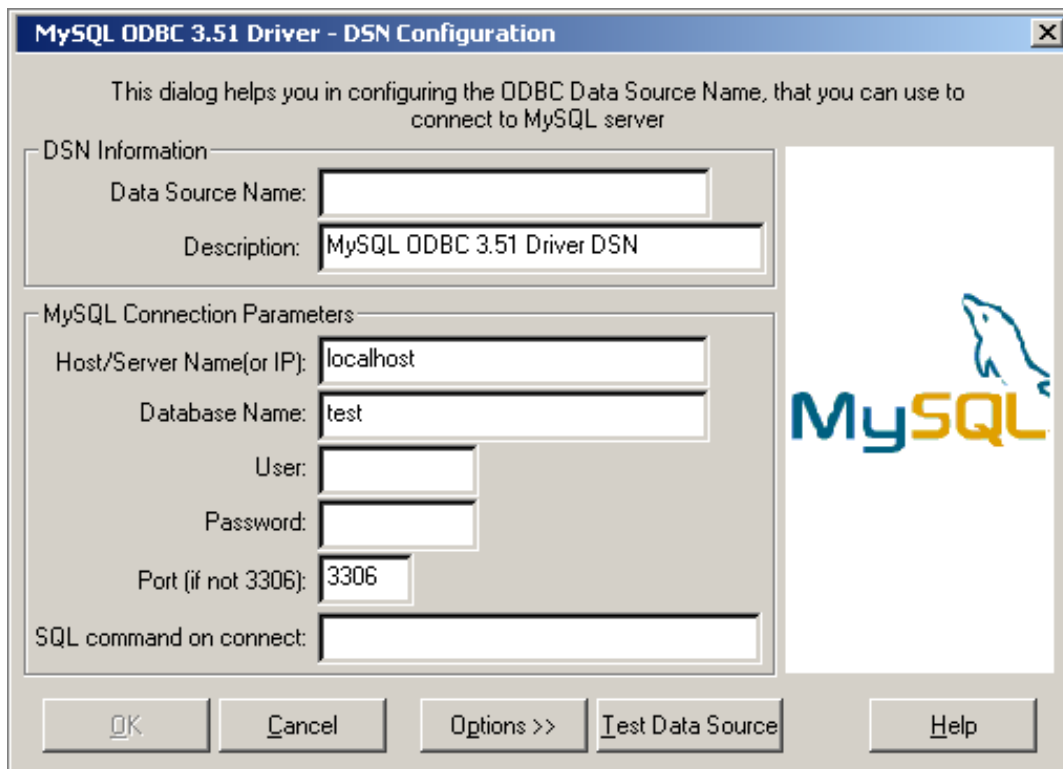 MySQL ODBC 3.51 Driver - DSN Configuration
This dialog helps you in configuring the ODBC Data Source Name, that you can use to
connect to MySQL server
DSN Information
Data Source Name:
Description: MySQL ODBC 3.51 Driver DSN
MySQL Connection Parameters
Host/Server Name(or IP): localhost
Database Name: test
User:
Password:
Port (if not 3306): 3306
SQL command on connect:
MySQL
OK Cancel Options >> Test Data Source Help